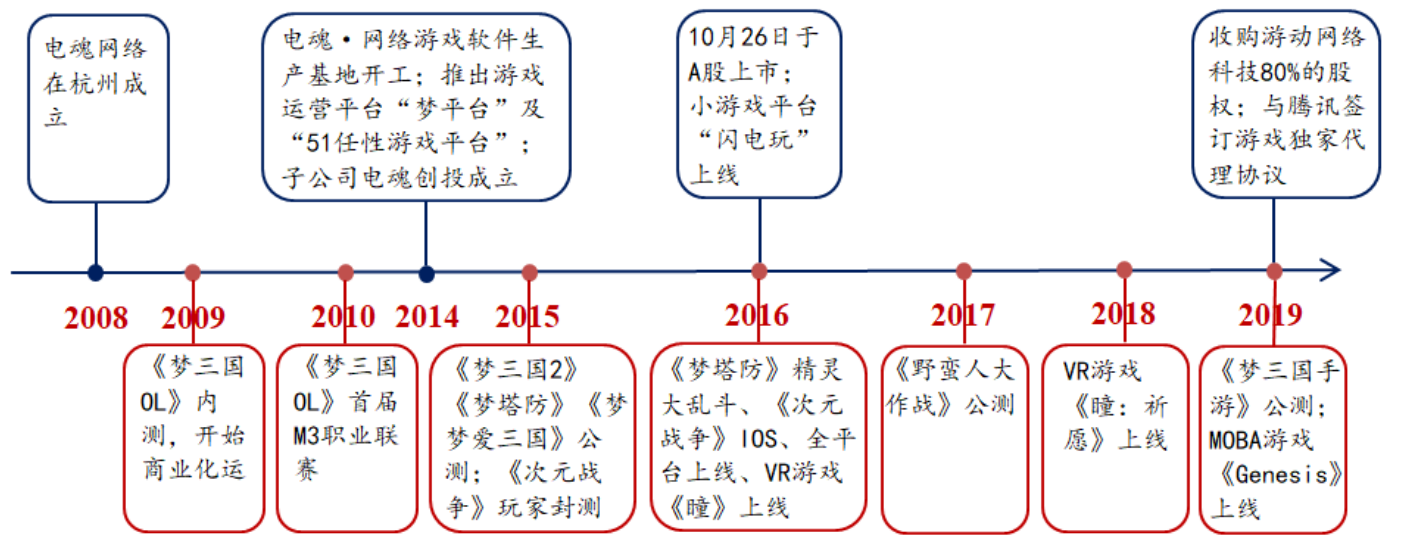 电魂网络
在杭州成
立
电魂·网络游戏软件生
产基地开工；推出游戏
运营平台“梦平台”及
“51任性游戏平台”；
子公司电魂创投成立
10月26日于
A股上市；
小游戏平台
“闪电玩”
上线
收购游动网络
科技80%的股
权；与腾讯签
订游戏独家代
理协议
2008
2009
2010
2014
2015
2016
2017
2018
2019
《梦三国
OL》内
测，开始
商业化运
《梦三国
OL》首届
M3职业联
赛
《梦三国2》
《梦塔防》《梦
梦爱三国》公
测；《次元战
争》玩家封测
《梦塔防》精灵
大乱斗、《次元
战争》IOS、全平
台上线、VR游戏
《瞳》上线
《野蛮人大
作战》公测
VR游戏
《瞳：祈
愿》上线
《梦三国手
游》公测；
MOBA游戏
《Genesis》
上线